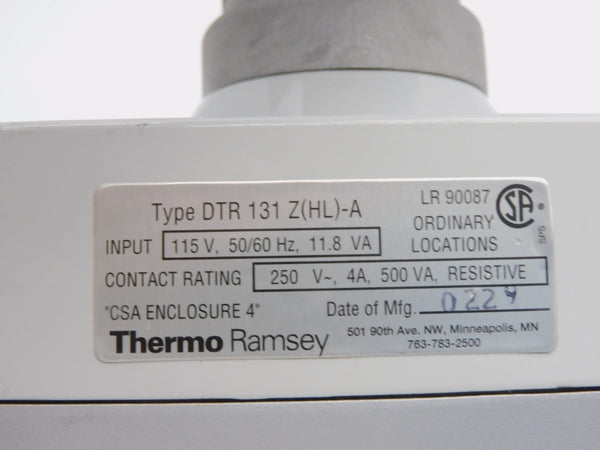 Type DTR 131 Z(HL)-A
LR 90087
SA ®
ORDINARY
LOCATIONS
SPS
INPUT 115 V, 50/60 Hz, 11.8 VA
CONTACT RATING 250 V~, 4A, 500 VA, RESISTIVE
"CSA ENCLOSURE 4" Date of Mfg. 0229
Thermo Ramsey
501 90th Ave. NW, Minneapolis, MN
763-783-2500